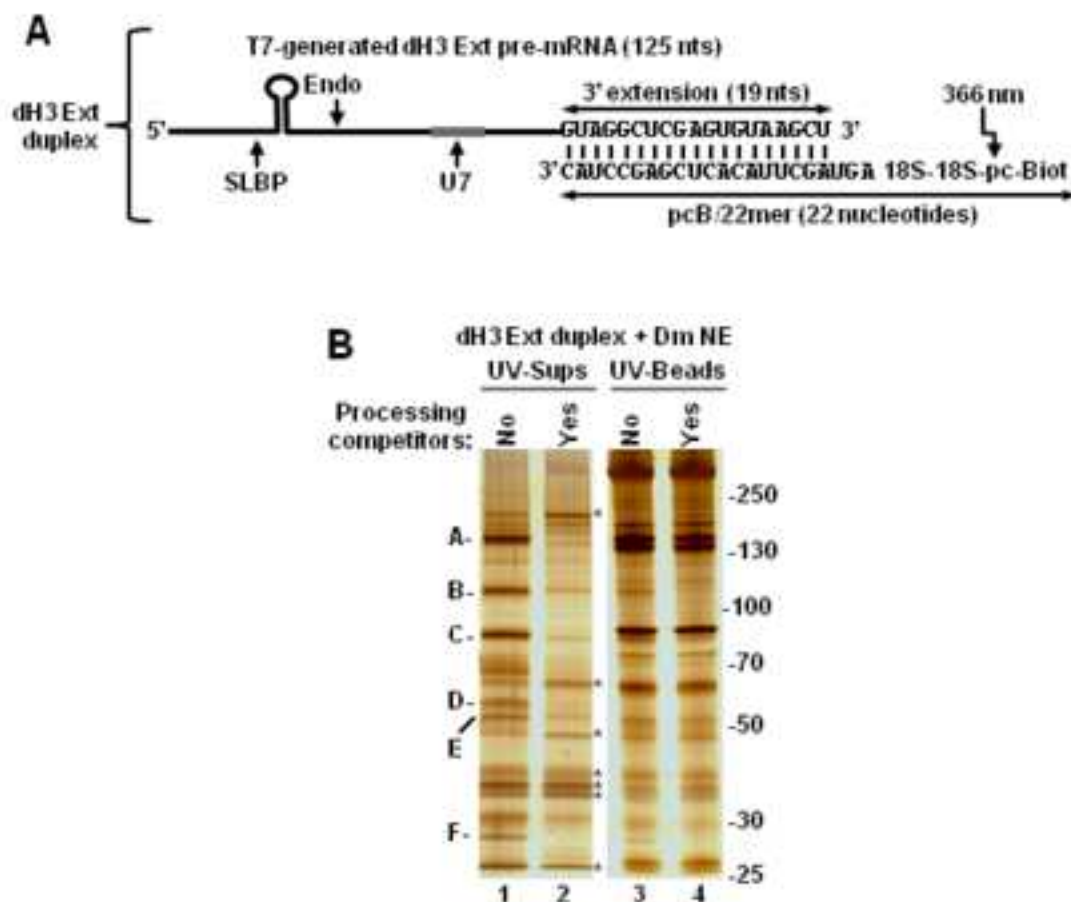 A
T7-generated dH3 Ext pre-mRNA (125 nts)
Endo
dH3 Ext
duplex
5'
SLBP
U7
3' extension (19 nts)
366 nm
GUAGGCUCGAGUGUAAGCU 3'
3'CAUCCGAGCUCACAUUCGAUGA 18S-18S-pc-Biot
pcB/22mer (22 nucleotides)
B
dH3 Ext duplex + Dm NE
UV-Sups UV-Beads
Processing
competitors:
No Yes No Yes
A-
B-
C-
D-
E
F-
*
*
*
*
*
*
*
-250
-130
-100
-70
-50
-30
-25
1 2 3 4